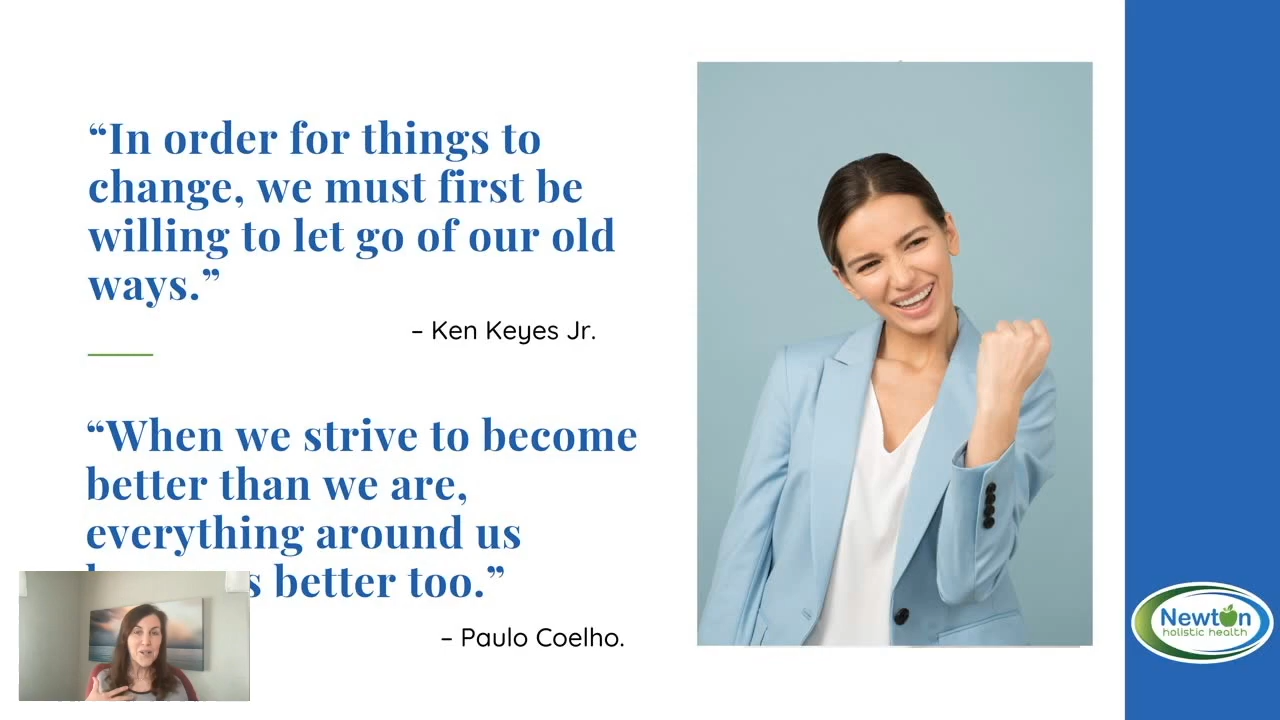 “In order for things to
change, we must first be
willing to let go of our old
ways.”
– Ken Keyes Jr.
“When we strive to become
better than we are,
everything around us
better too.”
– Paulo Coelho.
Newton
holistic health